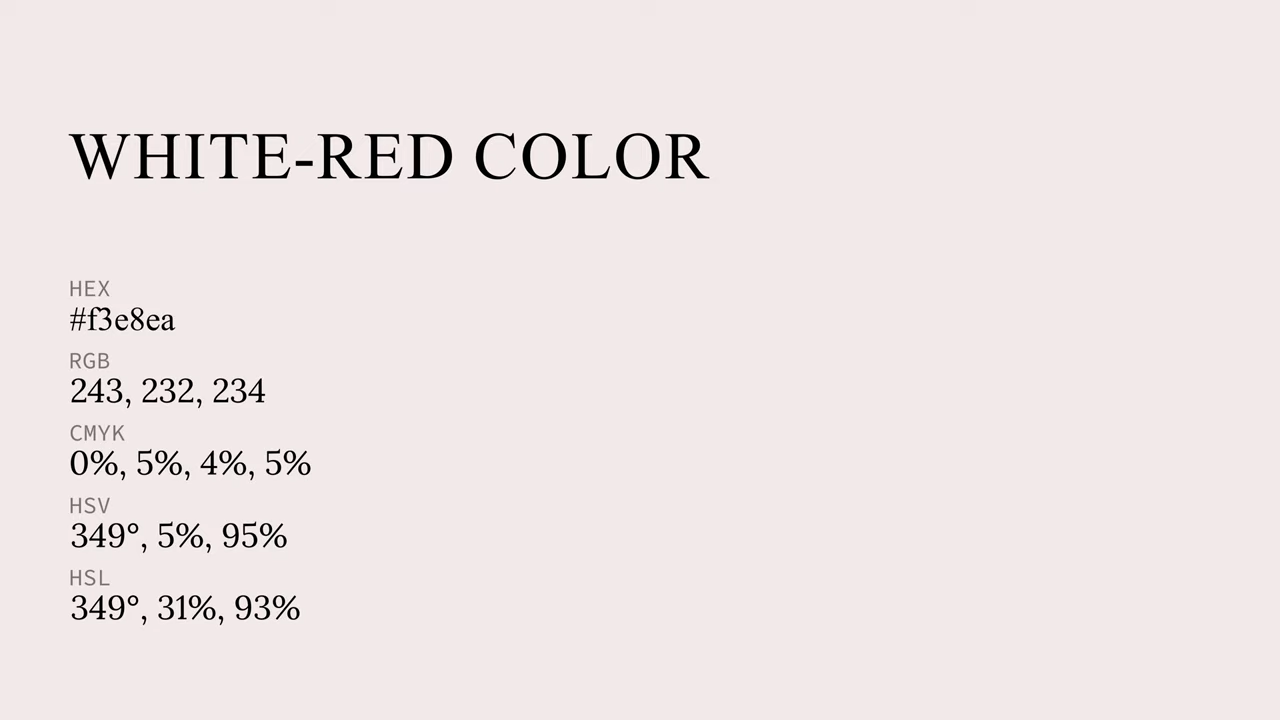 WHITE-RED COLOR
HEX
#f3e8ea
RGB
243, 232, 234
CMYK
0%, 5%, 4%, 5%
HSV
349°, 5%, 95%
HSL
349°, 31%, 93%